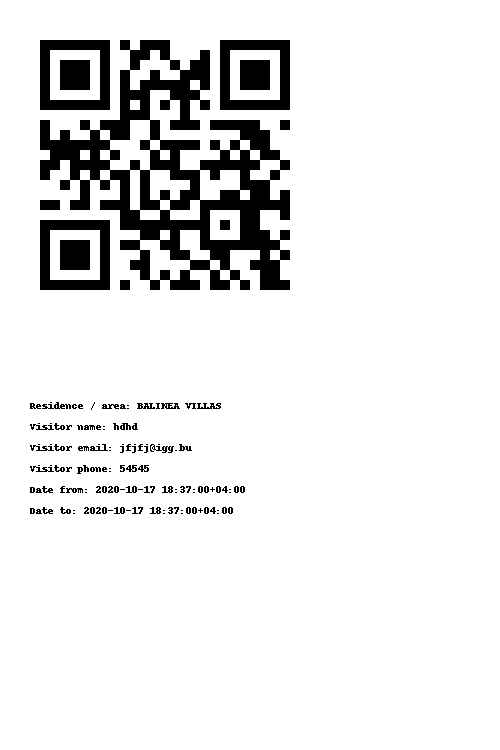 Residence / area: BALINEA VILLAS
Visitor name: hdhd
Visitor email: jfjfj@igg.bu
Visitor phone: 54545
Date from: 2020-10-17 18:37:00+04:00
Date to: 2020-10-17 18:37:00+04:00